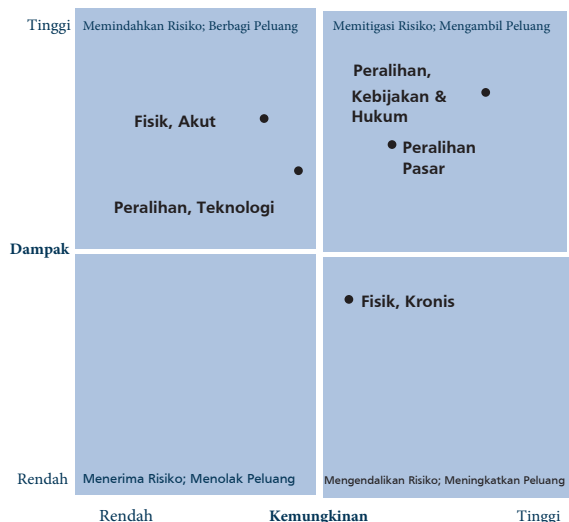 Tinggi
Memindahkan Risiko; Berbagi Peluang
Memitigasi Risiko; Mengambil Peluang
Peralihan,
Kebijakan &
Hukum
Fisik, Akut
Peralihan
Pasar
Peralihan, Teknologi
Dampak
Fisik, Kronis
Rendah
Menerima Risiko; Menolak Peluang
Mengendalikan Risiko; Meningkatkan Peluang
Rendah
Kemungkinan
Tinggi